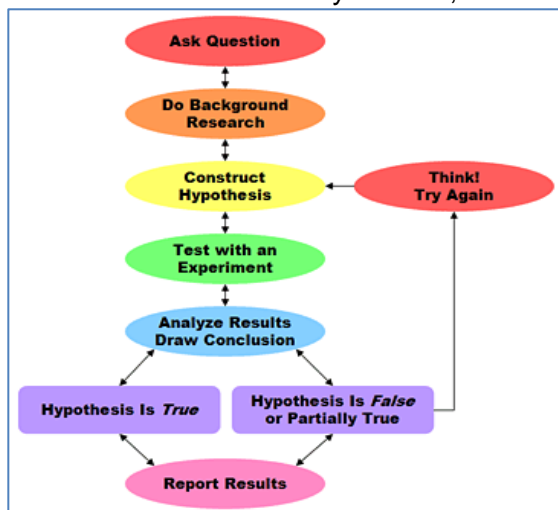 Ask Question
Do Background
Research
Construct
Hypothesis
Think!
Try Again
Test with an
Experiment
Analyze Results
Draw Conclusion
Hypothesis Is True
Hypothesis Is False
or Partially True
Report Results